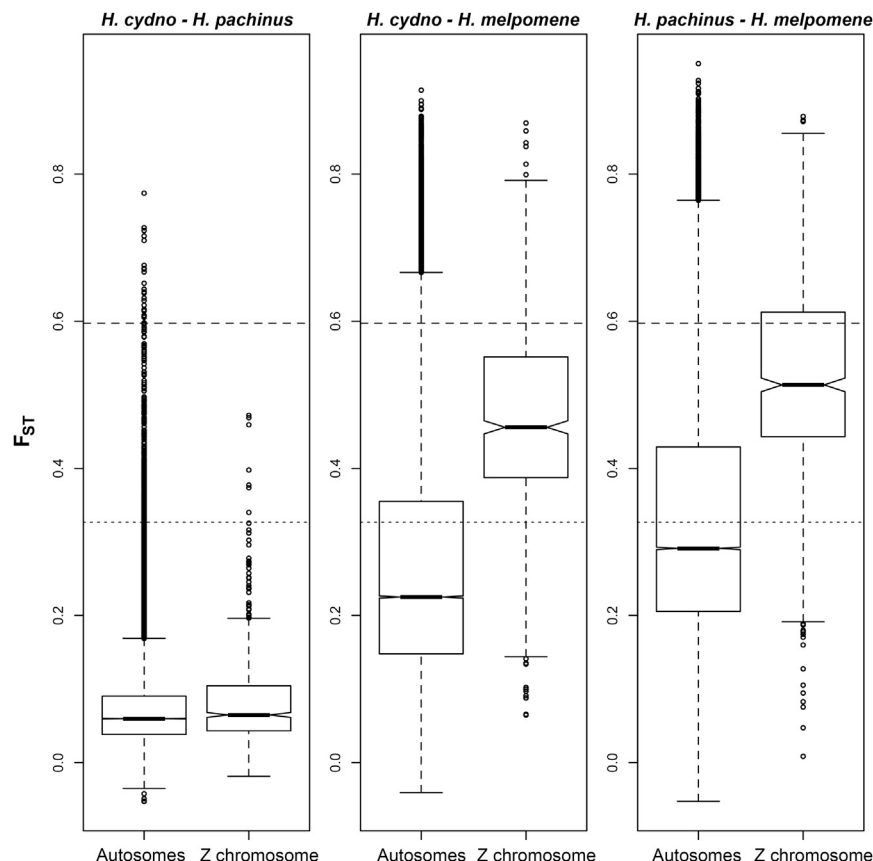 H. cydno - H. pachinus
H. cydno - H. melpomene
H. pachinus - H. melpomene
FST
0.8
0.6
0.4
0.2
0.0
0.8
0.6
0.4
0.2
0.0
0.8
0.6
0.4
0.2
0.0
Autosomes Z chromosome
Autosomes Z chromosome
Autosomes Z chromosome